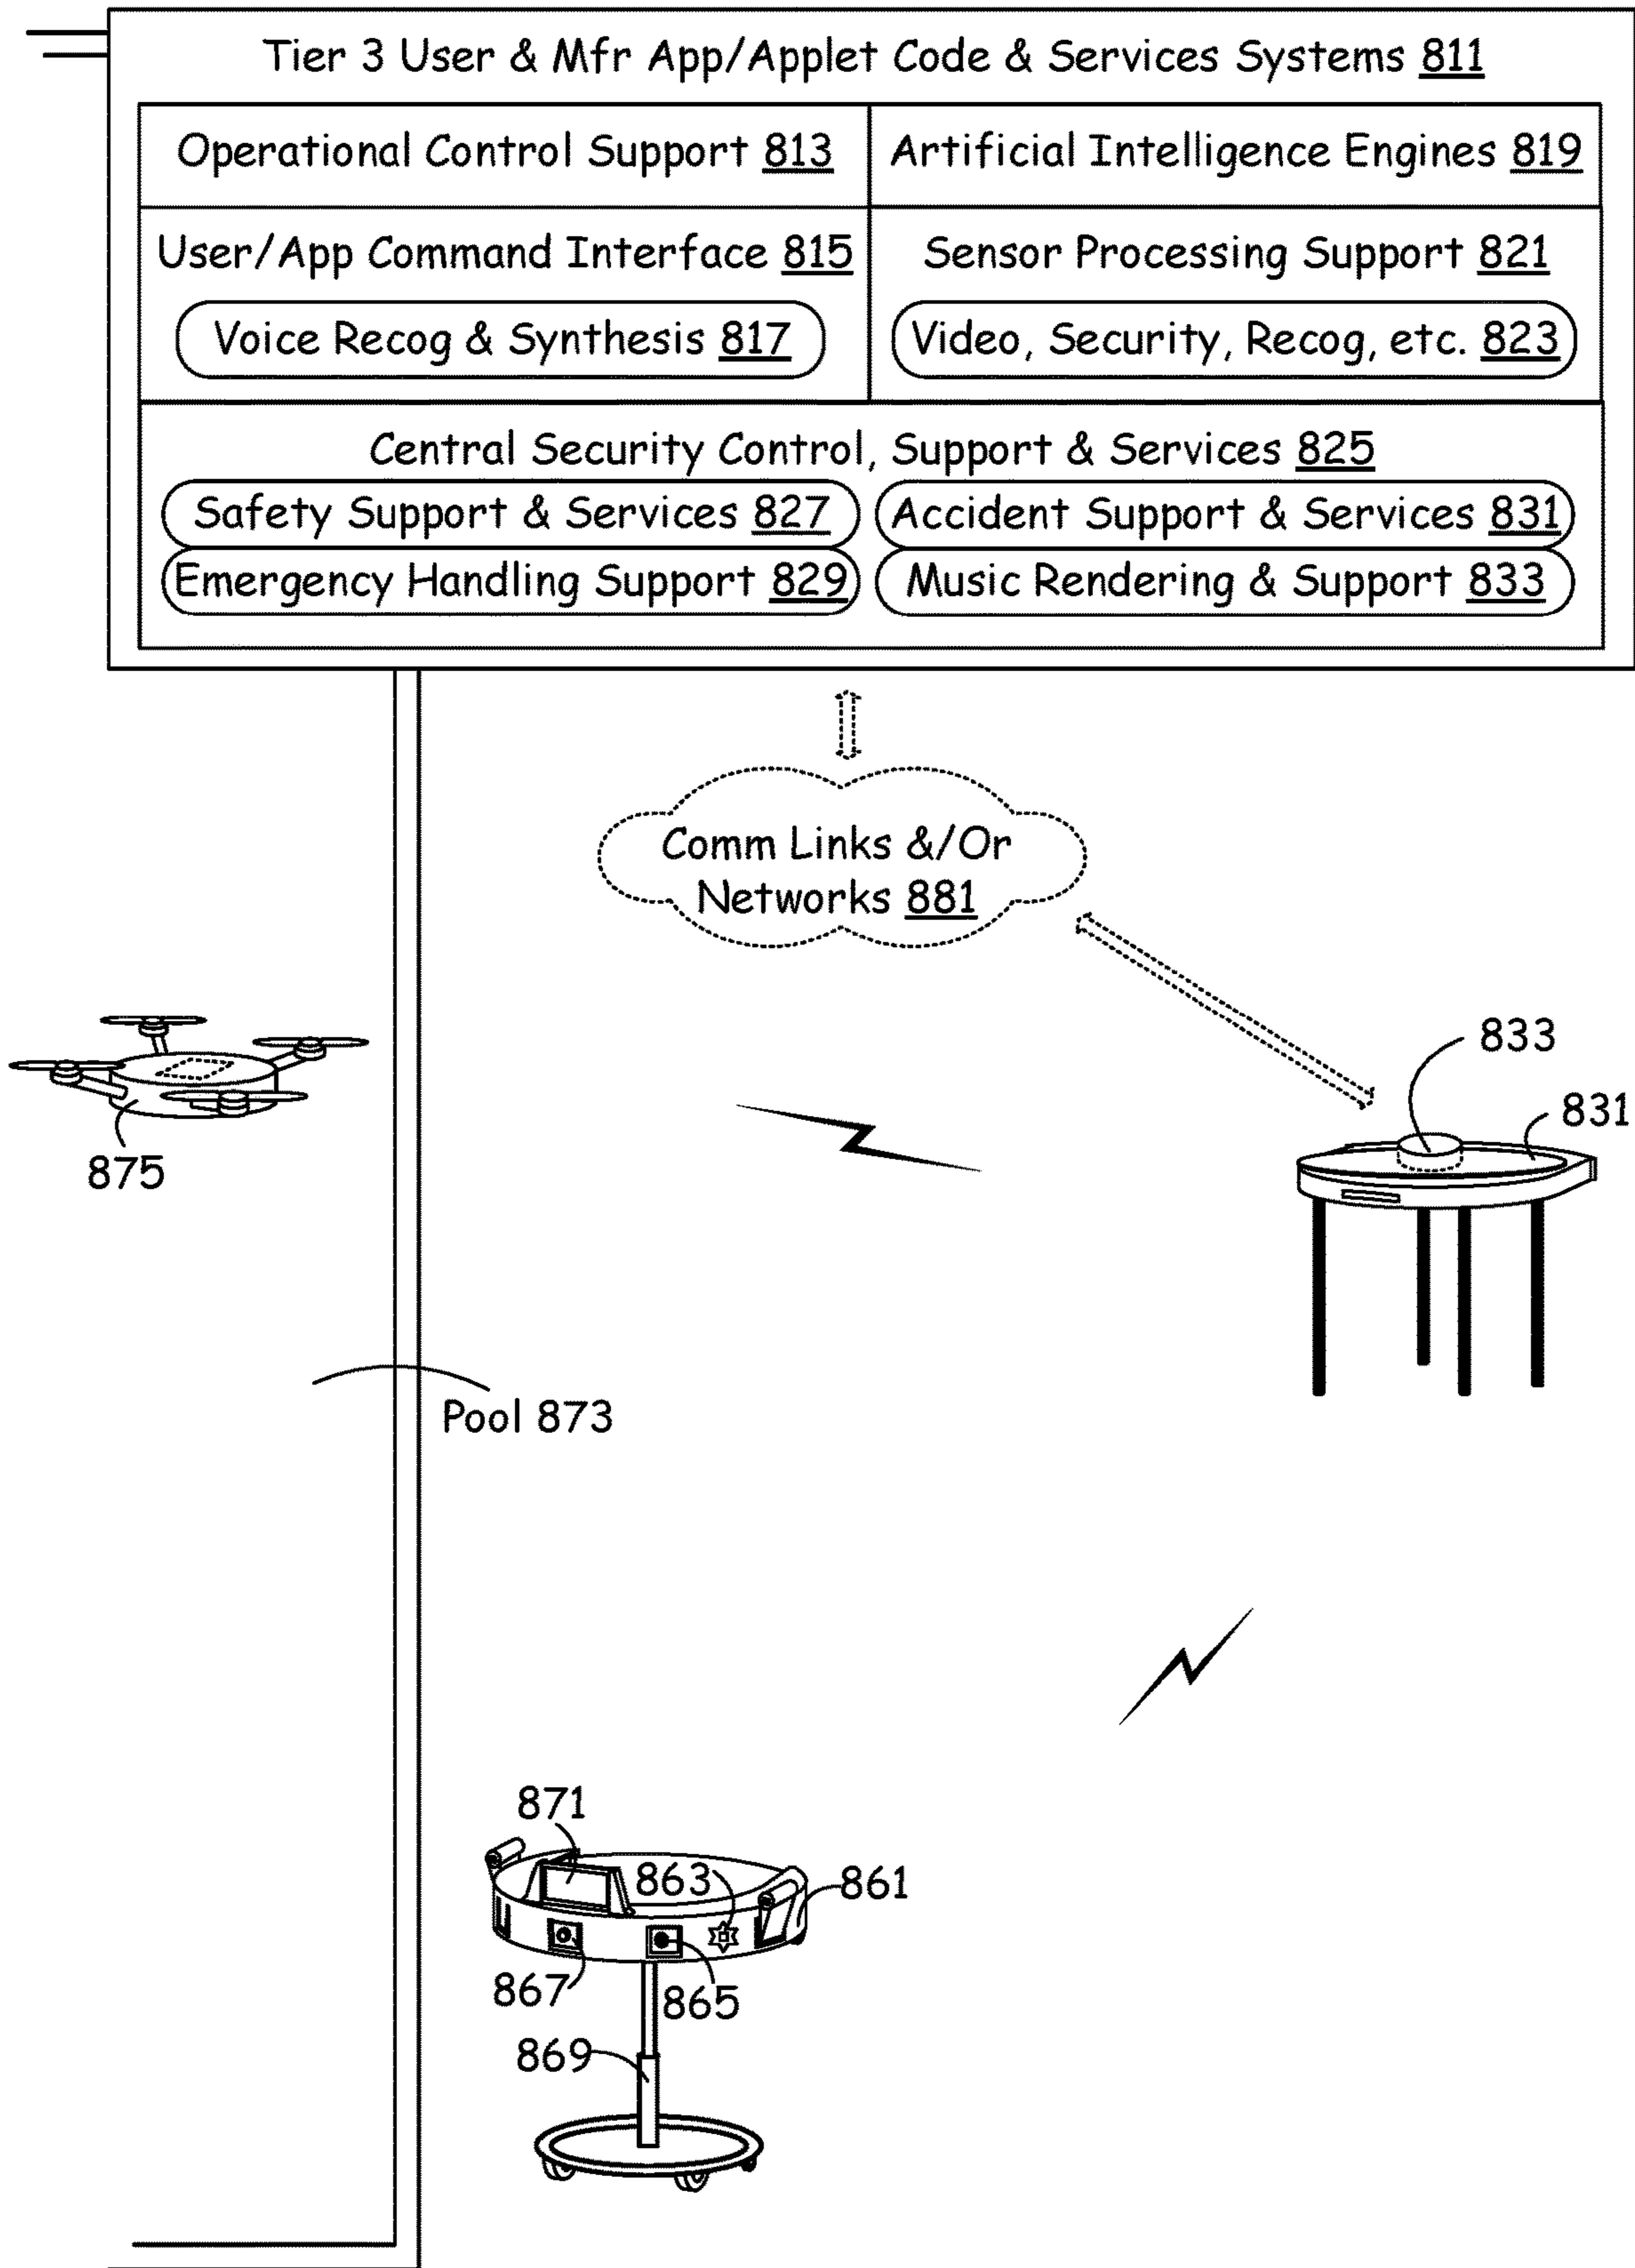 Tier 3 User & Mfr App/Applet Code & Services Systems 811
Operational Control Support 813
Artificial Intelligence Engines 819
User/App Command Interface 815
Voice Recog & Synthesis 817
Sensor Processing Support 821
Video, Security, Recog, etc. 823
Central Security Control, Support & Services 825
Safety Support & Services 827
Accident Support & Services 831
Emergency Handling Support 829
Music Rendering & Support 833
Comm Links &/Or
Networks 881
833
831
875
Pool 873
871
863
861
867
865
869